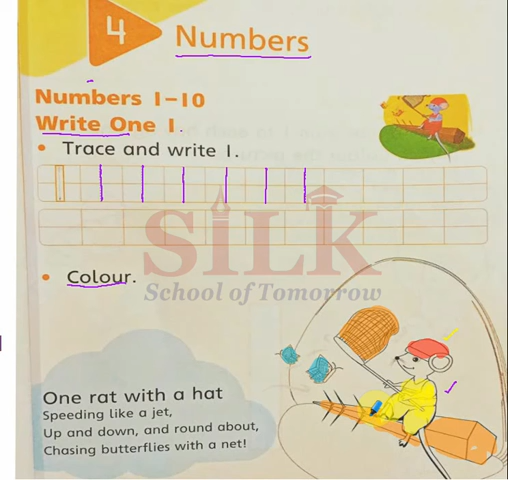 4
Numbers
Numbers 1-10
Write One 1.
• Trace and write 1.
SiLK
School of Tomorrow
• Colour.
One rat with a hat
Speeding like a jet,
Up and down, and round about,
Chasing butterflies with a net!